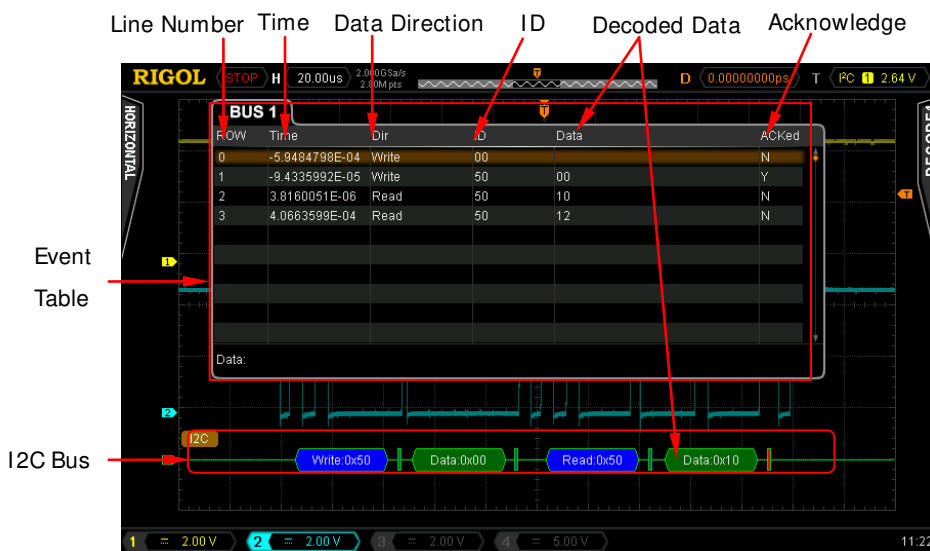 Line Number Time Data Direction ID Decoded Data Acknowledge
RIGOL STOP H 20.00us 2.000GSa/s 2.80M pts D 0.00000000ps T I²C 1 2.64 V
HORIZONTAL
BUS 1
ROW Time Dir ID Data ACKed
0 -5.9484798E-04 Write 00 N
1 -9.4335992E-05 Write 50 00 Y
2 3.8160051E-06 Read 50 10 N
3 4.0663599E-04 Read 50 12 N
Event
Table
Data:
I2C
I2C Bus
Write:0x50 Data:0x00 Read:0x50 Data:0x10
1 = 2.00 V 2 = 2.00 V 3 = 2.00 V 4 = 5.00 V 11:22